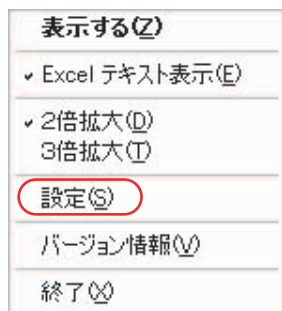 表示する(Z)
Excel テキスト表示(E)
2倍拡大(D)
3倍拡大(T)
設定(S)
バージョン情報(V)
終了(X)